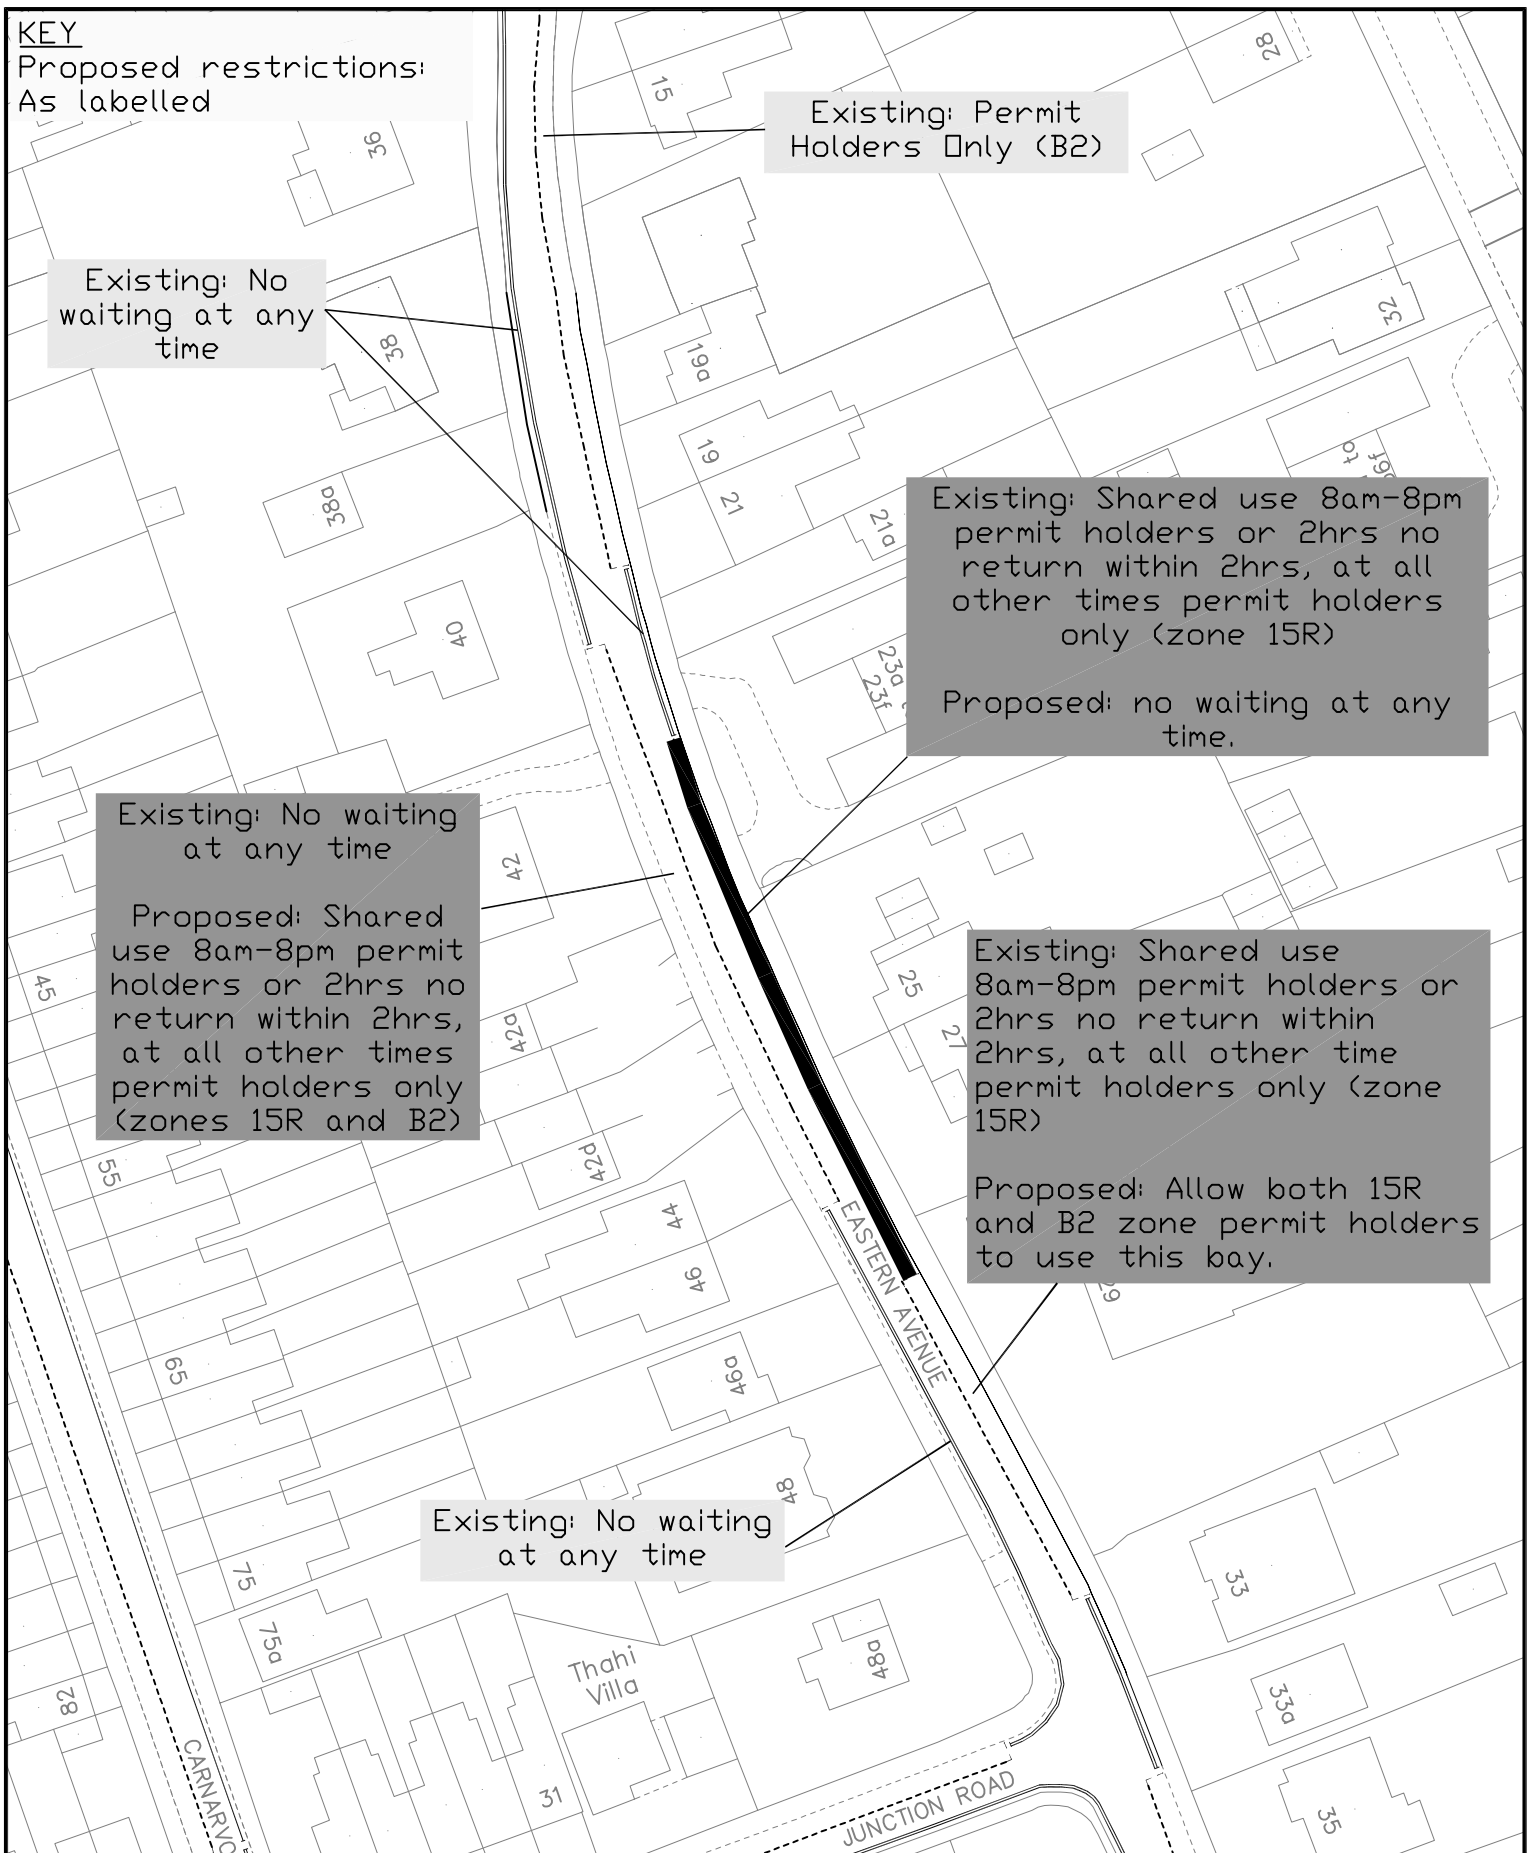 KEY
Proposed restrictions:
As labelled
28
15
36
Existing: Permit
Holders Only (B2)
Existing: No
waiting at any
time
38
32
19a
19
21
38a
21a
to
Existing: Shared use 8am-8pm
permit holders or 2hrs no
return within 2hrs, at all
other times permit holders
only (zone 15R)
Proposed: no waiting at any
time.
40
23a
23f
Existing: No waiting
at any time
Proposed: Shared
use 8am-8pm permit
holders or 2hrs no
return within 2hrs,
at all other times
permit holders only
(zones 15R and B2)
42
45
42a
25
27
Existing: Shared use
8am-8pm permit holders or
2hrs no return within
2hrs, at all other time
permit holders only (zone
15R)
Proposed: Allow both 15R
and B2 zone permit holders
to use this bay.
55
42d
44
46
EASTERN AVENUE
29
65
46a
48
Existing: No waiting
at any time
75
75a
33
48a
Thahi
Villa
82
33a
31
CARNARVO
JUNCTION ROAD
35